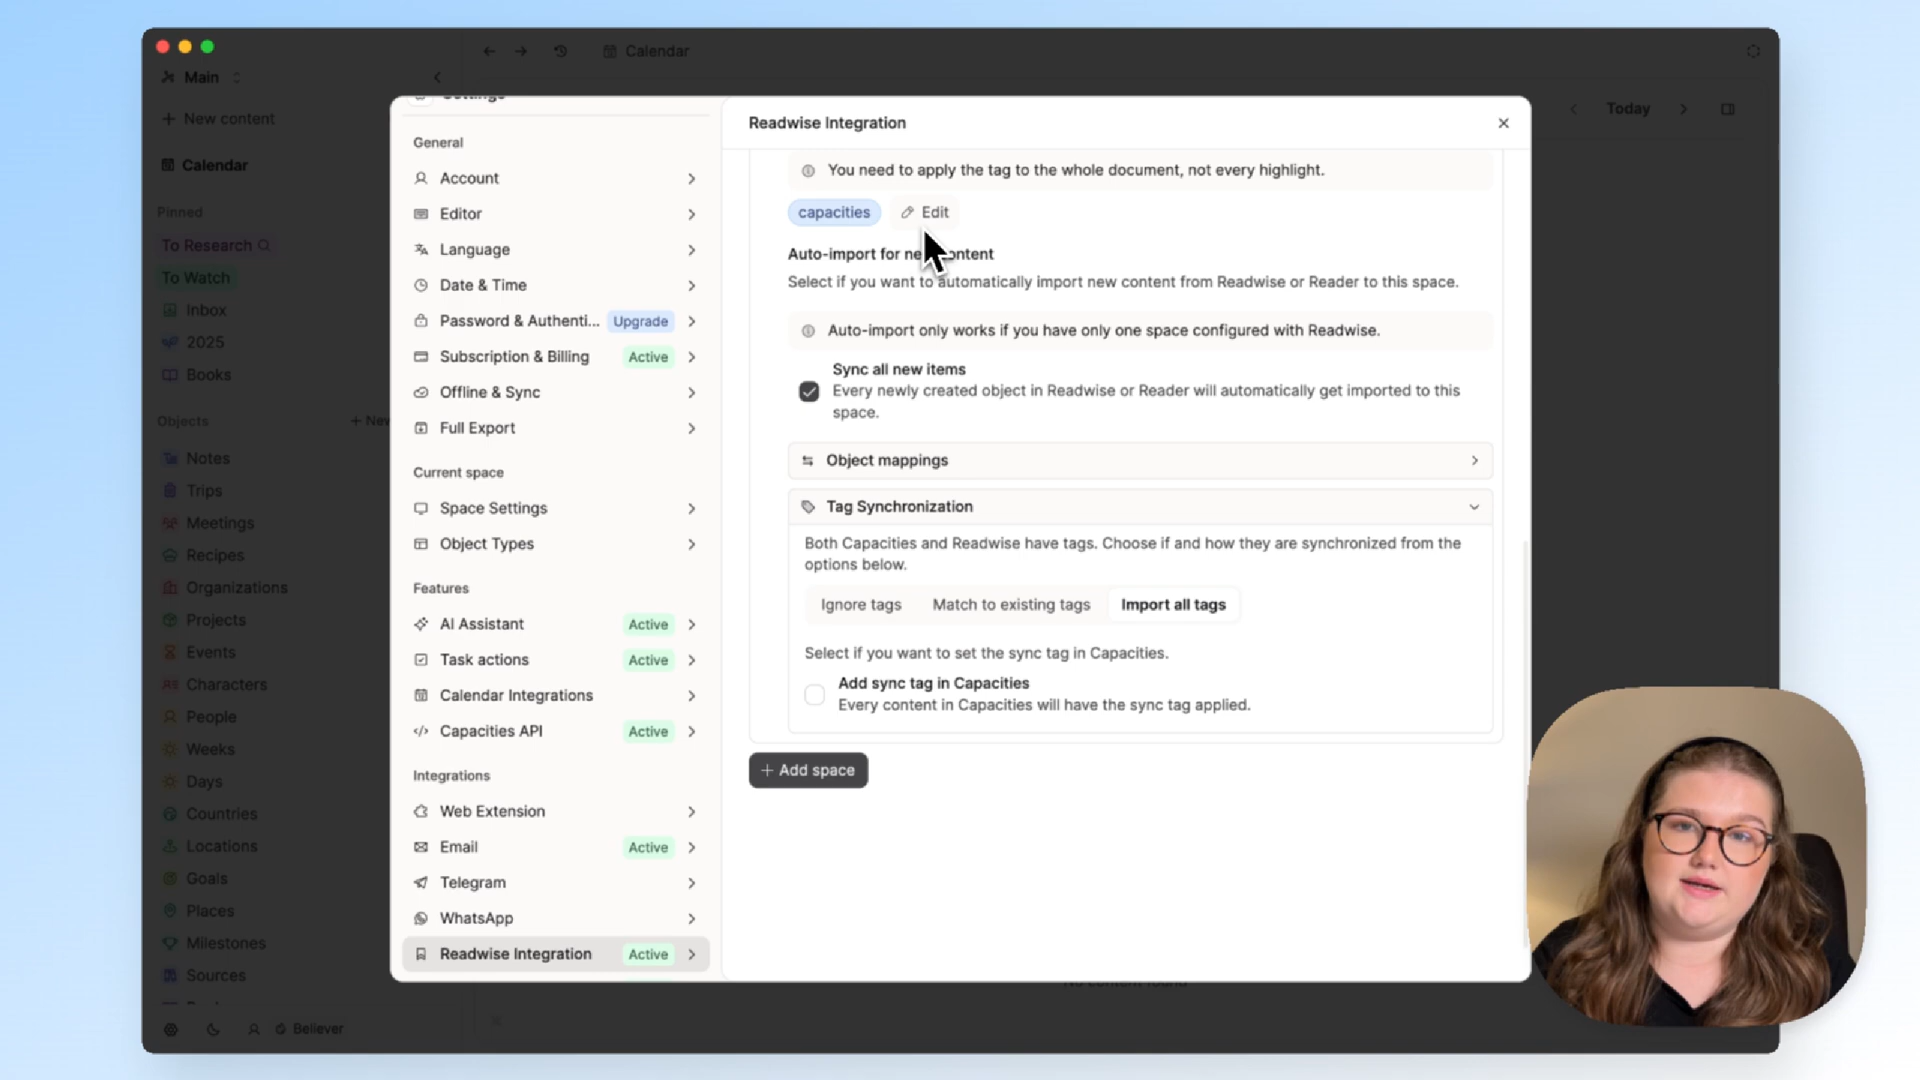 Main
New content
Calendar
Pinned
To Research
To Watch
Inbox
2025
Books
Objects
+ New
Notes
Trips
Meetings
Recipes
Organizations
Projects
Events
Characters
People
Weeks
Days
Countries
Locations
Goals
Places
Milestones
Sources
Believer
Calendar
Today
Settings
General
Account
Editor
Language
Date & Time
Password & Authenti... Upgrade
Subscription & Billing Active
Offline & Sync
Full Export
Current space
Space Settings
Object Types
Features
AI Assistant Active
Task actions Active
Calendar Integrations
Capacities API Active
Integrations
Web Extension
Email Active
Telegram
WhatsApp
Readwise Integration Active
Readwise Integration
You need to apply the tag to the whole document, not every highlight.
capacities Edit
Auto-import for new content
Select if you want to automatically import new content from Readwise or Reader to this space.
Auto-import only works if you have only one space configured with Readwise.
Sync all new items
Every newly created object in Readwise or Reader will automatically get imported to this
space.
Object mappings
Tag Synchronization
Both Capacities and Readwise have tags. Choose if and how they are synchronized from the
options below.
Ignore tags Match to existing tags Import all tags
Select if you want to set the sync tag in Capacities.
Add sync tag in Capacities
Every content in Capacities will have the sync tag applied.
+ Add space
No content found